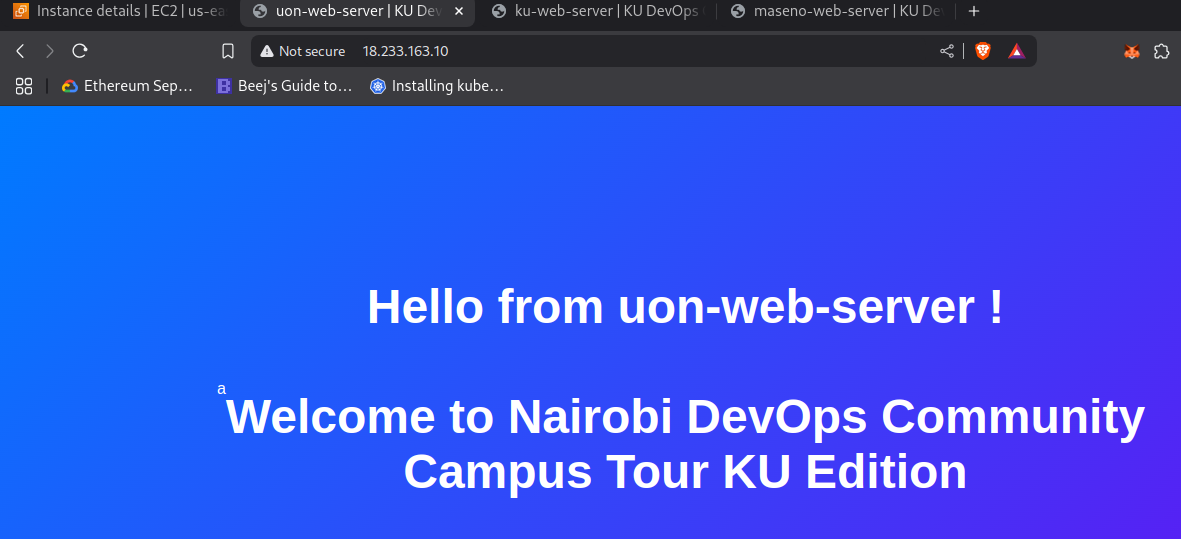 Instance details | EC2 | us-ea
uon-web-server | KU Dev
ku-web-server | KU DevOps
maseno-web-server | KU De
Not secure
18.233.163.10
Ethereum Sep...
Beej's Guide to...
Installing kube...
Hello from uon-web-server !
a
Welcome to Nairobi DevOps Community
Campus Tour KU Edition